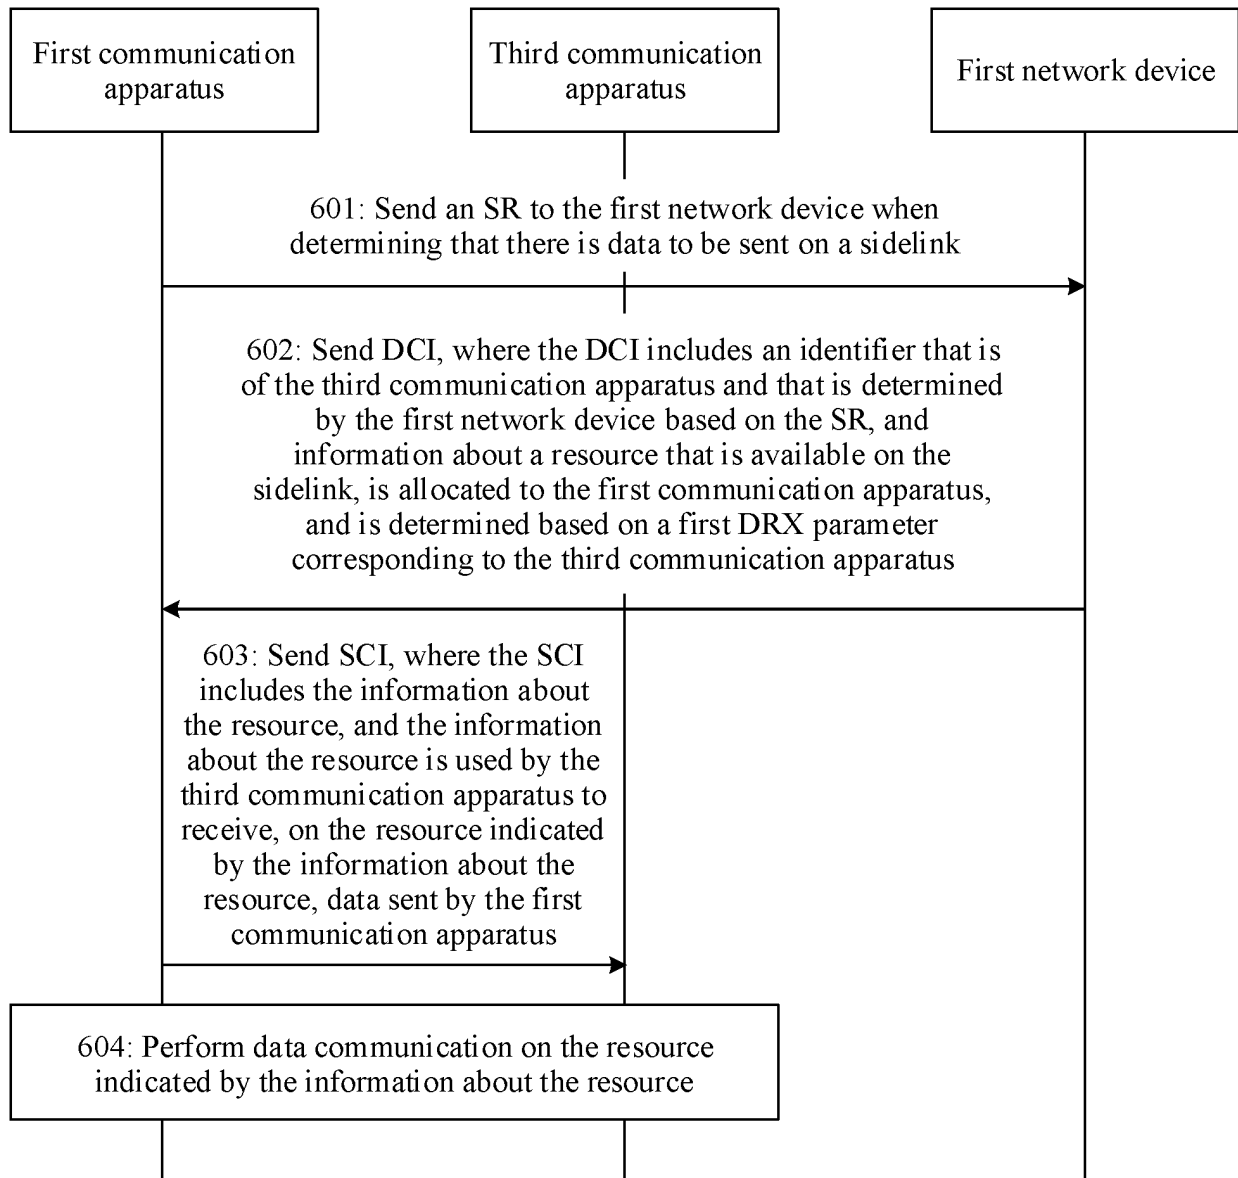 First communication
apparatus
Third communication
apparatus
First network device
601: Send an SR to the first network device when
determining that there is data to be sent on a sidelink
602: Send DCI, where the DCI includes an identifier that is
of the third communication apparatus and that is determined
by the first network device based on the SR, and
information about a resource that is available on the
sidelink, is allocated to the first communication apparatus,
and is determined based on a first DRX parameter
corresponding to the third communication apparatus
603: Send SCI, where the SCI
includes the information about
the resource, and the information
about the resource is used by the
third communication apparatus to
receive, on the resource indicated
by the information about the
resource, data sent by the first
communication apparatus
604: Perform data communication on the resource
indicated by the information about the resource